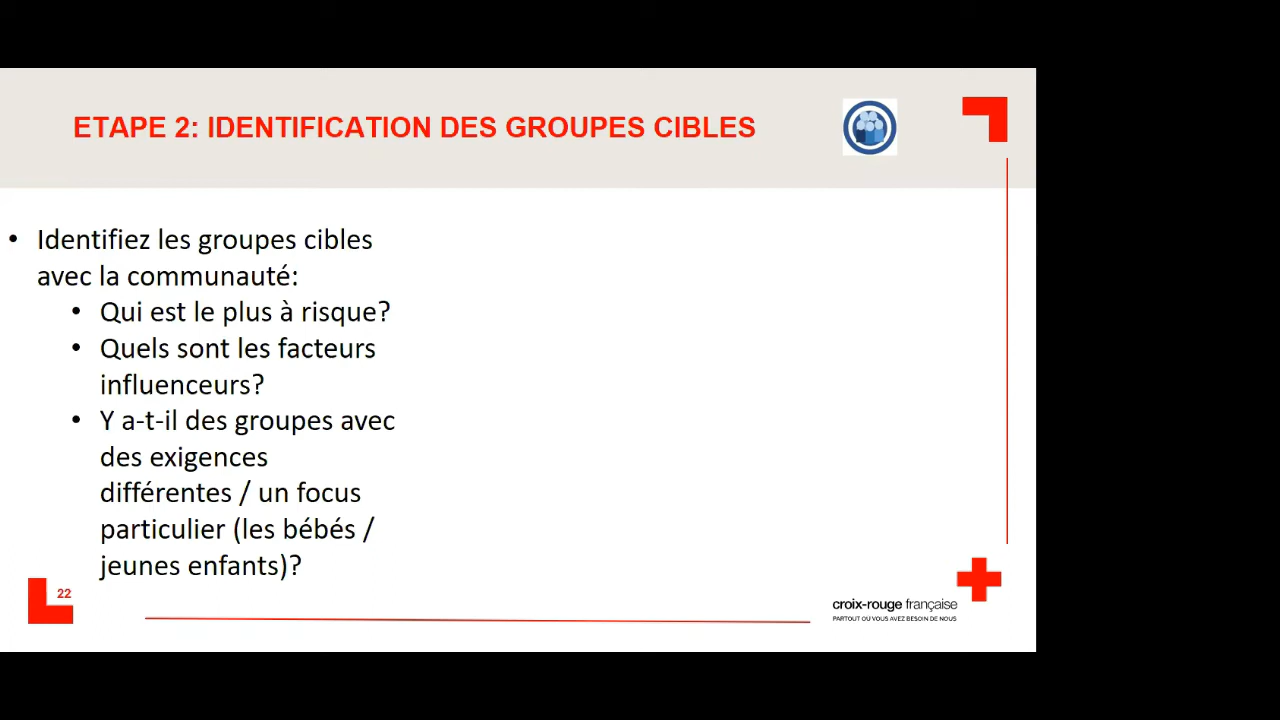 ETAPE 2: IDENTIFICATION DES GROUPES CIBLES
• Identifiez les groupes cibles
avec la communauté:
• Qui est le plus à risque?
• Quels sont les facteurs
influenceurs?
• Y a-t-il des groupes avec
des exigences
différentes / un focus
particulier (les bébés /
jeunes enfants)?
22
croix-rouge française
PARTOUT OÙ VOUS AVEZ BESOIN DE NOUS